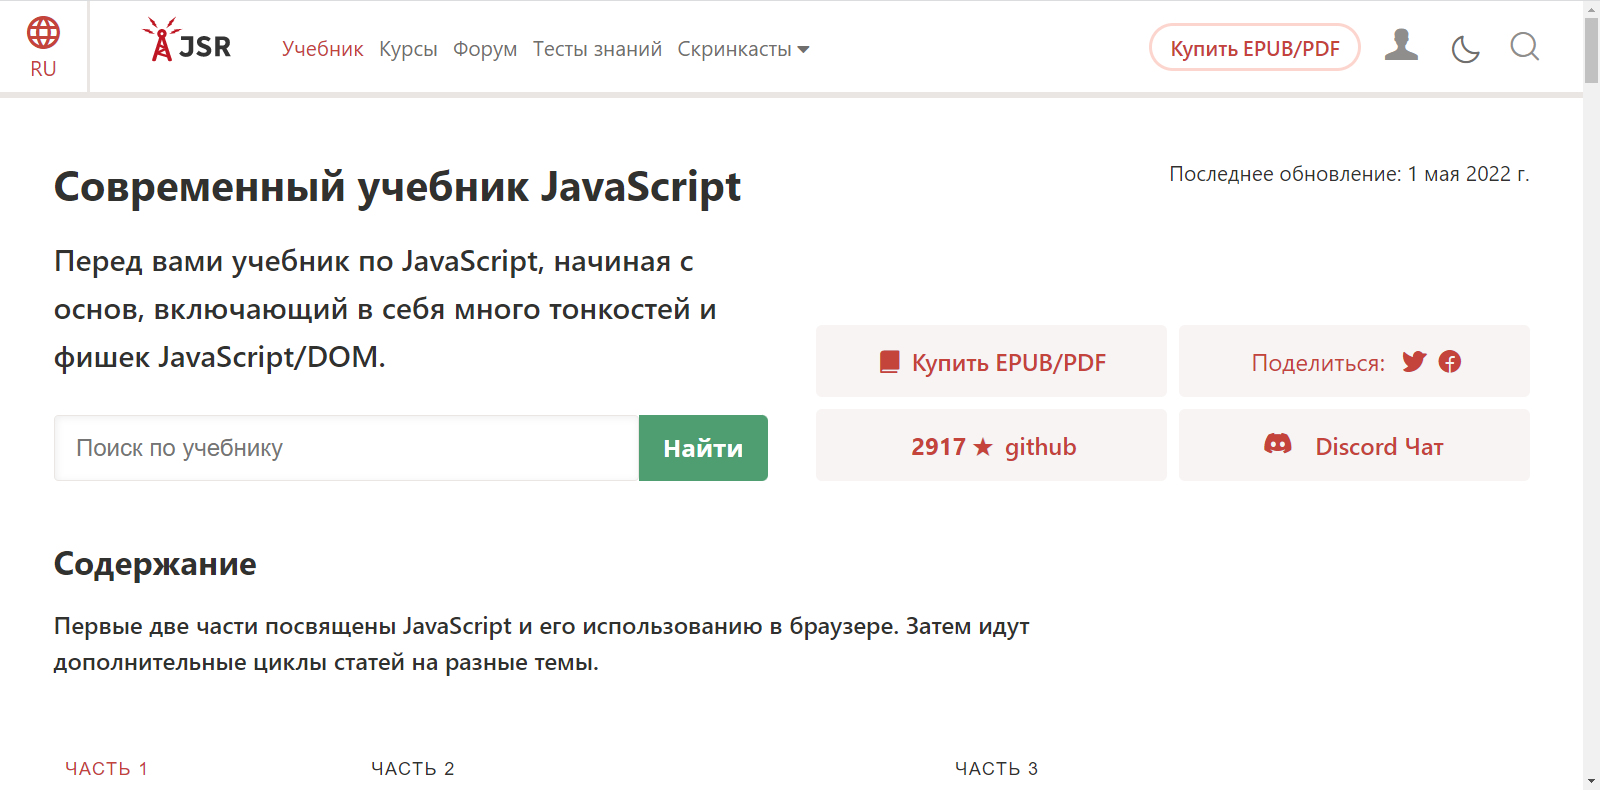 RU
JSR
Учебник Курсы Форум Тесты знаний Скринкасты
Купить EPUB/PDF
Современный учебник JavaScript
Последнее обновление: 1 мая 2022 г.
Перед вами учебник по JavaScript, начиная с
основ, включающий в себя много тонкостей и
фишек JavaScript/DOM.
Поиск по учебнику
Найти
Купить EPUB/PDF
Поделиться:
2917 ★ github
Discord Чат
Содержание
Первые две части посвящены JavaScript и его использованию в браузере. Затем идут
дополнительные циклы статей на разные темы.
ЧАСТЬ 1
ЧАСТЬ 2
ЧАСТЬ 3